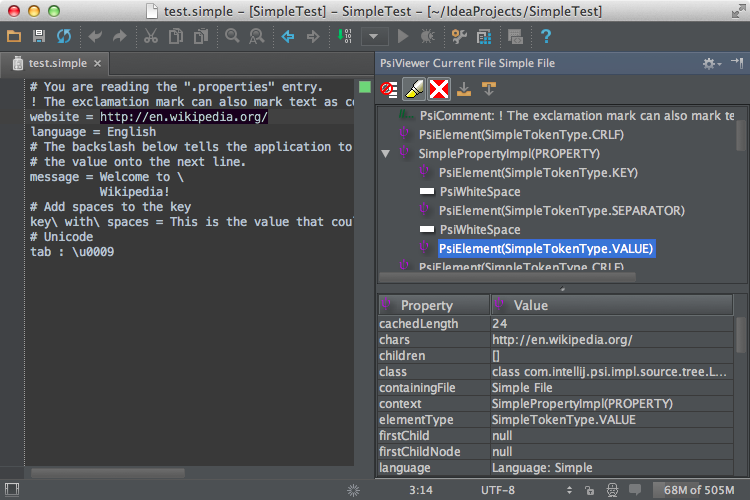 test.simple - [SimpleTest] - SimpleTest - [~/IdeaProjects/SimpleTest]
test.simple
# You are reading the ".properties" entry.
! The exclamation mark can also mark text as co
website = http://en.wikipedia.org/
language = English
# The backslash below tells the application to
# the value onto the next line.
message = Welcome to \
Wikipedia!
# Add spaces to the key
key\ with\ spaces = This is the value that coul
# Unicode
tab : \u0009
PsiViewer Current File Simple File
PsiComment: ! The exclamation mark can also mark te
PsiElement(SimpleTokenType.CRLF)
SimplePropertyImpl(PROPERTY)
PsiElement(SimpleTokenType.KEY)
PsiWhiteSpace
PsiElement(SimpleTokenType.SEPARATOR)
PsiWhiteSpace
PsiElement(SimpleTokenType.VALUE)
PsiElement(SimpleTokenType.CRLF)
Property Value
cachedLength 24
chars http://en.wikipedia.org/
children []
class class com.intellij.psi.impl.source.tree.L...
containingFile Simple File
context SimplePropertyImpl(PROPERTY)
elementType SimpleTokenType.VALUE
firstChild null
firstChildNode null
language Language: Simple
3:14 UTF-8 68M of 505M